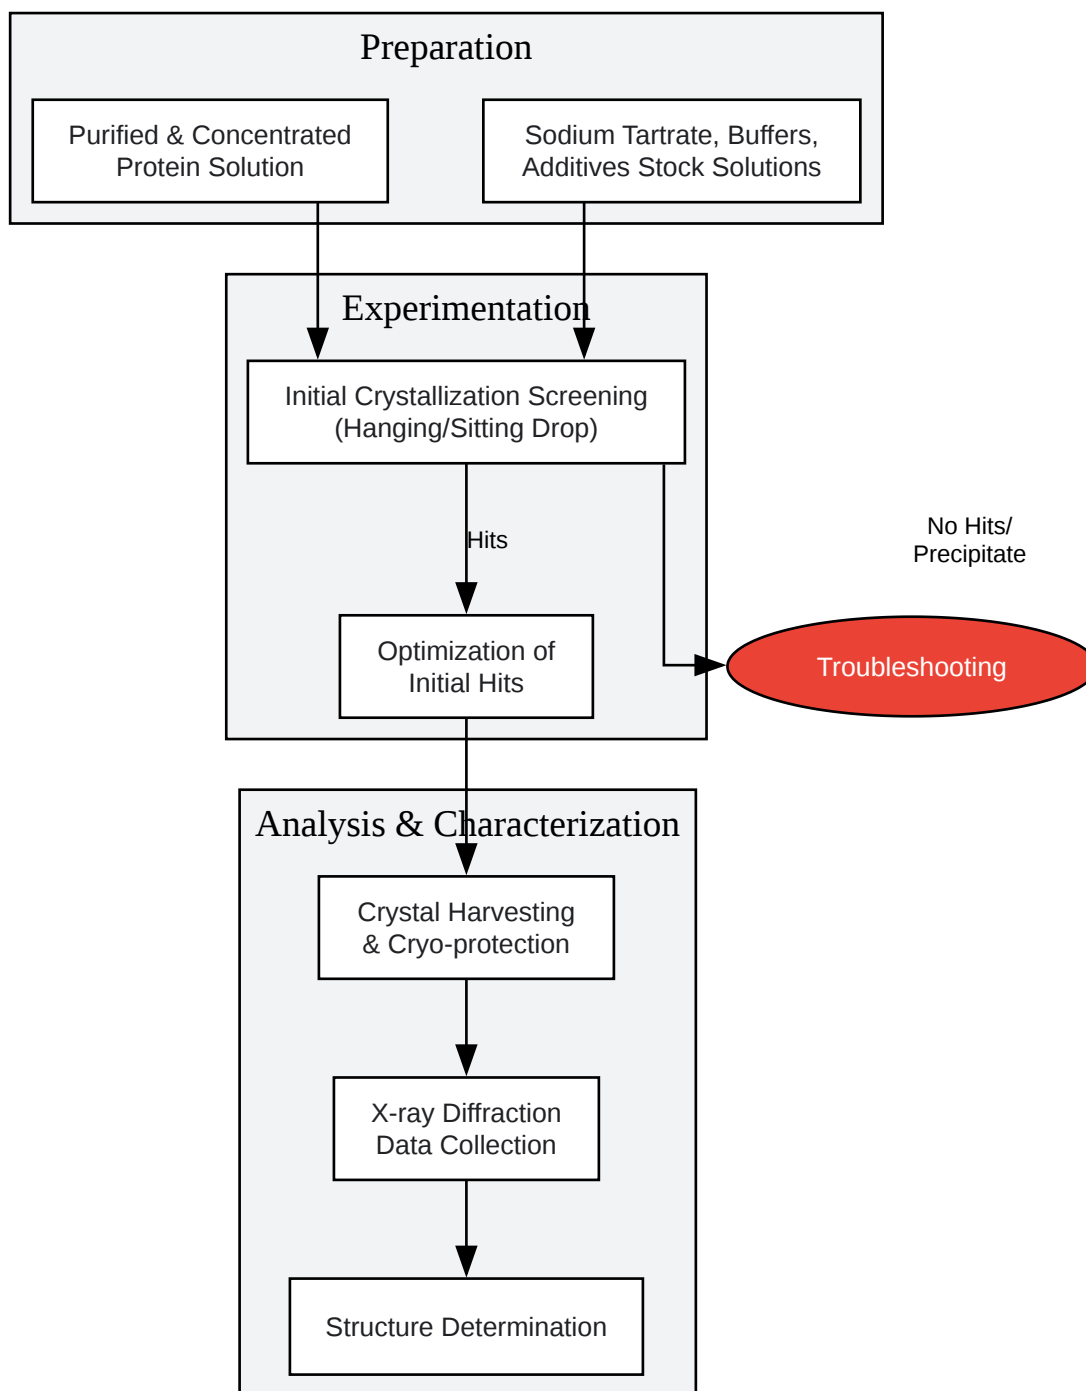 Preparation
Purified & Concentrated
Protein Solution
Sodium Tartrate, Buffers,
Additives Stock Solutions
Experimentation
Initial Crystallization Screening
(Hanging/Sitting Drop)
Hits
No Hits/
Precipitate
Optimization of
Initial Hits
Troubleshooting
Analysis & Characterization
Crystal Harvesting
& Cryo-protection
X-ray Diffraction
Data Collection
Structure Determination